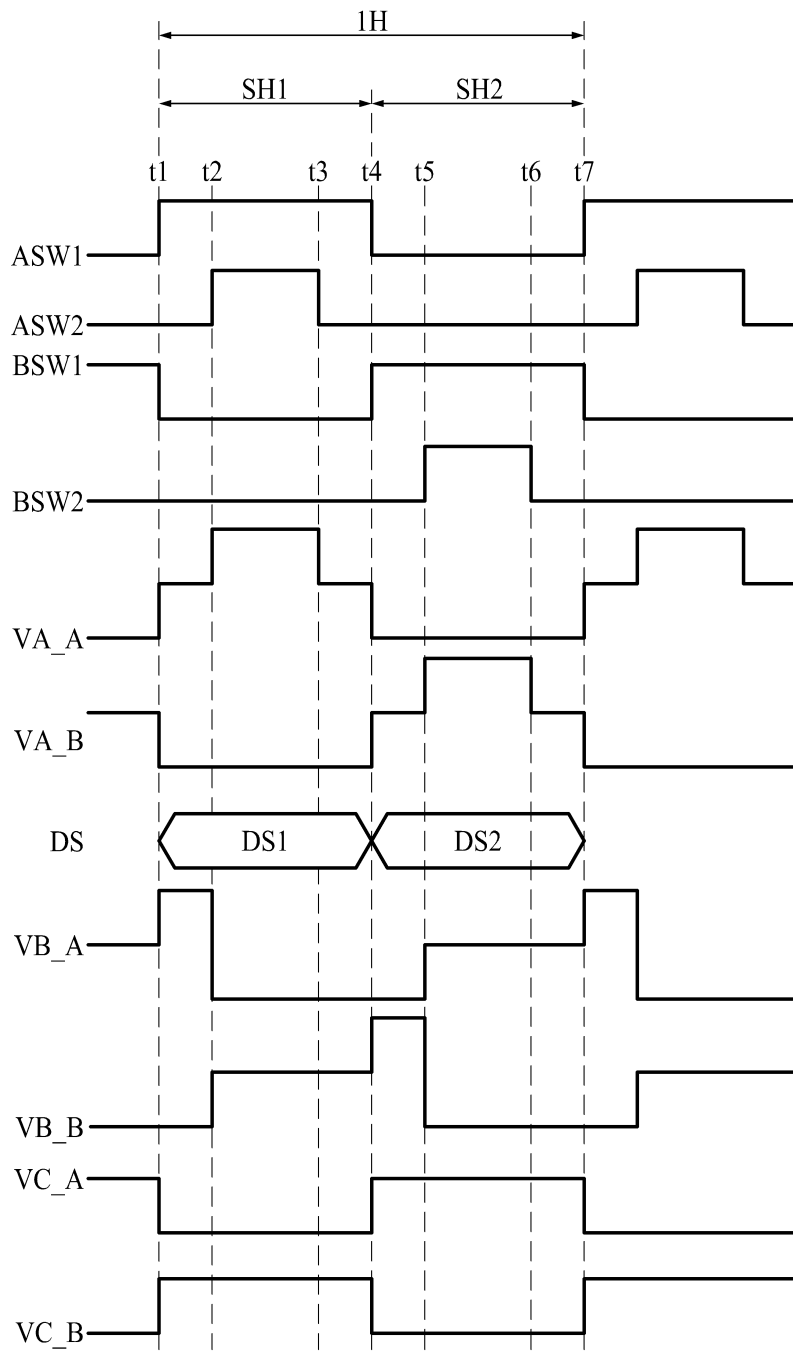 1H
SH1 SH2
t1 t2 t3 t4 t5 t6 t7
ASW1
ASW2
BSW1
BSW2
VA_A
VA_B
DS DS1 DS2
VB_A
VB_B
VC_A
VC_B